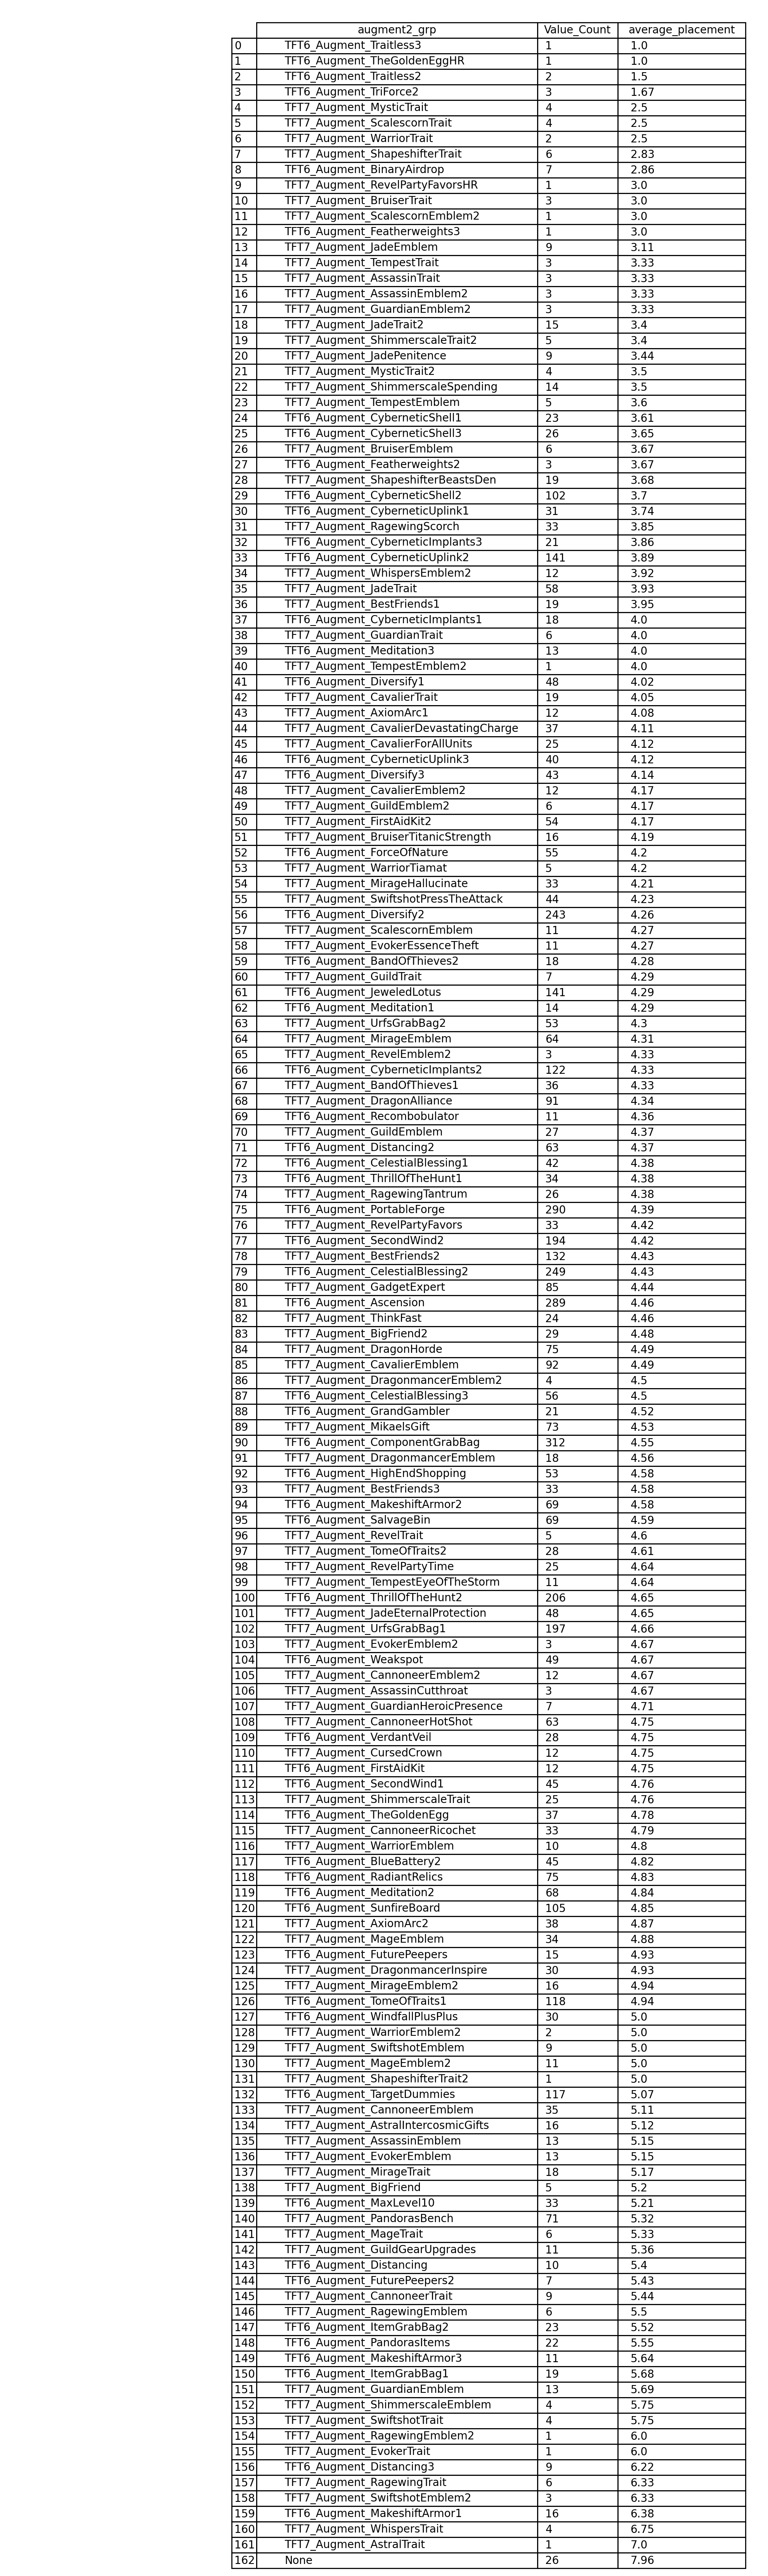 augment2_grp Value_Count average_placement
0 TFT6_Augment_Traitless3 1 1.0
1 TFT6_Augment_TheGoldenEggHR 1 1.0
2 TFT6_Augment_Traitless2 2 1.5
3 TFT6_Augment_TriForce2 3 1.67
4 TFT7_Augment_MysticTrait 4 2.5
5 TFT7_Augment_ScalescornTrait 4 2.5
6 TFT7_Augment_WarriorTrait 2 2.5
7 TFT7_Augment_ShapeshifterTrait 6 2.83
8 TFT6_Augment_BinaryAirdrop 7 2.86
9 TFT7_Augment_RevelPartyFavorsHR 1 3.0
10 TFT7_Augment_BruiserTrait 3 3.0
11 TFT7_Augment_ScalescornEmblem2 1 3.0
12 TFT6_Augment_Featherweights3 1 3.0
13 TFT7_Augment_JadeEmblem 9 3.11
14 TFT7_Augment_TempestTrait 3 3.33
15 TFT7_Augment_AssassinTrait 3 3.33
16 TFT7_Augment_AssassinEmblem2 3 3.33
17 TFT7_Augment_GuardianEmblem2 3 3.33
18 TFT7_Augment_JadeTrait2 15 3.4
19 TFT7_Augment_ShimmerscaleTrait2 5 3.4
20 TFT7_Augment_JadePenitence 9 3.44
21 TFT7_Augment_MysticTrait2 4 3.5
22 TFT7_Augment_ShimmerscaleSpending 14 3.5
23 TFT7_Augment_TempestEmblem 5 3.6
24 TFT6_Augment_CyberneticShell1 23 3.61
25 TFT6_Augment_CyberneticShell3 26 3.65
26 TFT7_Augment_BruiserEmblem 6 3.67
27 TFT6_Augment_Featherweights2 3 3.67
28 TFT7_Augment_ShapeshifterBeastsDen 19 3.68
29 TFT6_Augment_CyberneticShell2 102 3.7
30 TFT6_Augment_CyberneticUplink1 31 3.74
31 TFT7_Augment_RagewingScorch 33 3.85
32 TFT6_Augment_CyberneticImplants3 21 3.86
33 TFT6_Augment_CyberneticUplink2 141 3.89
34 TFT7_Augment_WhispersEmblem2 12 3.92
35 TFT7_Augment_JadeTrait 58 3.93
36 TFT7_Augment_BestFriends1 19 3.95
37 TFT6_Augment_CyberneticImplants1 18 4.0
38 TFT7_Augment_GuardianTrait 6 4.0
39 TFT6_Augment_Meditation3 13 4.0
40 TFT7_Augment_TempestEmblem2 1 4.0
41 TFT6_Augment_Diversify1 48 4.02
42 TFT7_Augment_CavalierTrait 19 4.05
43 TFT7_Augment_AxiomArc1 12 4.08
44 TFT7_Augment_CavalierDevastatingCharge 37 4.11
45 TFT7_Augment_CavalierForAllUnits 25 4.12
46 TFT6_Augment_CyberneticUplink3 40 4.12
47 TFT6_Augment_Diversify3 43 4.14
48 TFT7_Augment_CavalierEmblem2 12 4.17
49 TFT7_Augment_GuildEmblem2 6 4.17
50 TFT7_Augment_FirstAidKit2 54 4.17
51 TFT7_Augment_BruiserTitanicStrength 16 4.19
52 TFT6_Augment_ForceOfNature 55 4.2
53 TFT7_Augment_WarriorTiamat 5 4.2
54 TFT7_Augment_MirageHallucinate 33 4.21
55 TFT7_Augment_SwiftshotPressTheAttack 44 4.23
56 TFT6_Augment_Diversify2 243 4.26
57 TFT7_Augment_ScalescornEmblem 11 4.27
58 TFT7_Augment_EvokerEssenceTheft 11 4.27
59 TFT6_Augment_BandOfThieves2 18 4.28
60 TFT7_Augment_GuildTrait 7 4.29
61 TFT6_Augment_JeweledLotus 141 4.29
62 TFT6_Augment_Meditation1 14 4.29
63 TFT7_Augment_UrfsGrabBag2 53 4.3
64 TFT7_Augment_MirageEmblem 64 4.31
65 TFT7_Augment_RevelEmblem2 3 4.33
66 TFT6_Augment_CyberneticImplants2 122 4.33
67 TFT7_Augment_BandOfThieves1 36 4.33
68 TFT7_Augment_DragonAlliance 91 4.34
69 TFT6_Augment_Recombobulator 11 4.36
70 TFT7_Augment_GuildEmblem 27 4.37
71 TFT6_Augment_Distancing2 63 4.37
72 TFT6_Augment_CelestialBlessing1 42 4.38
73 TFT6_Augment_ThrillOfTheHunt1 34 4.38
74 TFT7_Augment_RagewingTantrum 26 4.38
75 TFT6_Augment_PortableForge 290 4.39
76 TFT7_Augment_RevelPartyFavors 33 4.42
77 TFT6_Augment_SecondWind2 194 4.42
78 TFT7_Augment_BestFriends2 132 4.43
79 TFT6_Augment_CelestialBlessing2 249 4.43
80 TFT7_Augment_GadgetExpert 85 4.44
81 TFT6_Augment_Ascension 289 4.46
82 TFT7_Augment_ThinkFast 24 4.46
83 TFT7_Augment_BigFriend2 29 4.48
84 TFT7_Augment_DragonHorde 75 4.49
85 TFT7_Augment_CavalierEmblem 92 4.49
86 TFT7_Augment_DragonmancerEmblem2 4 4.5
87 TFT6_Augment_CelestialBlessing3 56 4.5
88 TFT6_Augment_GrandGambler 21 4.52
89 TFT7_Augment_MikaelsGift 73 4.53
90 TFT6_Augment_ComponentGrabBag 312 4.55
91 TFT7_Augment_DragonmancerEmblem 18 4.56
92 TFT6_Augment_HighEndShopping 53 4.58
93 TFT7_Augment_BestFriends3 33 4.58
94 TFT6_Augment_MakeshiftArmor2 69 4.58
95 TFT6_Augment_SalvageBin 69 4.59
96 TFT7_Augment_RevelTrait 5 4.6
97 TFT6_Augment_TomeOfTraits2 28 4.61
98 TFT7_Augment_RevelPartyTime 25 4.64
99 TFT7_Augment_TempestEyeOfTheStorm 11 4.64
100 TFT6_Augment_ThrillOfTheHunt2 206 4.65
101 TFT7_Augment_JadeEternalProtection 48 4.65
102 TFT7_Augment_UrfsGrabBag1 197 4.66
103 TFT7_Augment_EvokerEmblem2 3 4.67
104 TFT6_Augment_Weakspot 49 4.67
105 TFT7_Augment_CannoneerEmblem2 12 4.67
106 TFT7_Augment_AssassinCutthroat 3 4.67
107 TFT7_Augment_GuardianHeroicPresence 7 4.71
108 TFT7_Augment_CannoneerHotShot 63 4.75
109 TFT6_Augment_VerdantVeil 28 4.75
110 TFT7_Augment_CursedCrown 12 4.75
111 TFT6_Augment_FirstAidKit 12 4.75
112 TFT6_Augment_SecondWind1 45 4.76
113 TFT7_Augment_ShimmerscaleTrait 25 4.76
114 TFT6_Augment_TheGoldenEgg 37 4.78
115 TFT7_Augment_CannoneerRicochet 33 4.79
116 TFT7_Augment_WarriorEmblem 10 4.8
117 TFT6_Augment_BlueBattery2 45 4.82
118 TFT6_Augment_RadiantRelics 75 4.83
119 TFT6_Augment_Meditation2 68 4.84
120 TFT6_Augment_SunfireBoard 105 4.85
121 TFT7_Augment_AxiomArc2 38 4.87
122 TFT7_Augment_MageEmblem 34 4.88
123 TFT6_Augment_FuturePeepers 15 4.93
124 TFT7_Augment_DragonmancerInspire 30 4.93
125 TFT7_Augment_MirageEmblem2 16 4.94
126 TFT6_Augment_TomeOfTraits1 118 4.94
127 TFT6_Augment_WindfallPlusPlus 30 5.0
128 TFT7_Augment_WarriorEmblem2 2 5.0
129 TFT7_Augment_SwiftshotEmblem 9 5.0
130 TFT7_Augment_MageEmblem2 11 5.0
131 TFT7_Augment_ShapeshifterTrait2 1 5.0
132 TFT6_Augment_TargetDummies 117 5.07
133 TFT7_Augment_CannoneerEmblem 35 5.11
134 TFT7_Augment_AstralIntercosmicGifts 16 5.12
135 TFT7_Augment_AssassinEmblem 13 5.15
136 TFT7_Augment_EvokerEmblem 13 5.15
137 TFT7_Augment_MirageTrait 18 5.17
138 TFT7_Augment_BigFriend 5 5.2
139 TFT6_Augment_MaxLevel10 33 5.21
140 TFT7_Augment_PandorasBench 71 5.32
141 TFT7_Augment_MageTrait 6 5.33
142 TFT7_Augment_GuildGearUpgrades 11 5.36
143 TFT6_Augment_Distancing 10 5.4
144 TFT6_Augment_FuturePeepers2 7 5.43
145 TFT7_Augment_CannoneerTrait 9 5.44
146 TFT7_Augment_RagewingEmblem 6 5.5
147 TFT6_Augment_ItemGrabBag2 23 5.52
148 TFT6_Augment_PandorasItems 22 5.55
149 TFT6_Augment_MakeshiftArmor3 11 5.64
150 TFT6_Augment_ItemGrabBag1 19 5.68
151 TFT7_Augment_GuardianEmblem 13 5.69
152 TFT7_Augment_ShimmerscaleEmblem 4 5.75
153 TFT7_Augment_SwiftshotTrait 4 5.75
154 TFT7_Augment_RagewingEmblem2 1 6.0
155 TFT7_Augment_EvokerTrait 1 6.0
156 TFT6_Augment_Distancing3 9 6.22
157 TFT7_Augment_RagewingTrait 6 6.33
158 TFT7_Augment_SwiftshotEmblem2 3 6.33
159 TFT6_Augment_MakeshiftArmor1 16 6.38
160 TFT7_Augment_WhispersTrait 4 6.75
161 TFT7_Augment_AstralTrait 1 7.0
162 None 26 7.96